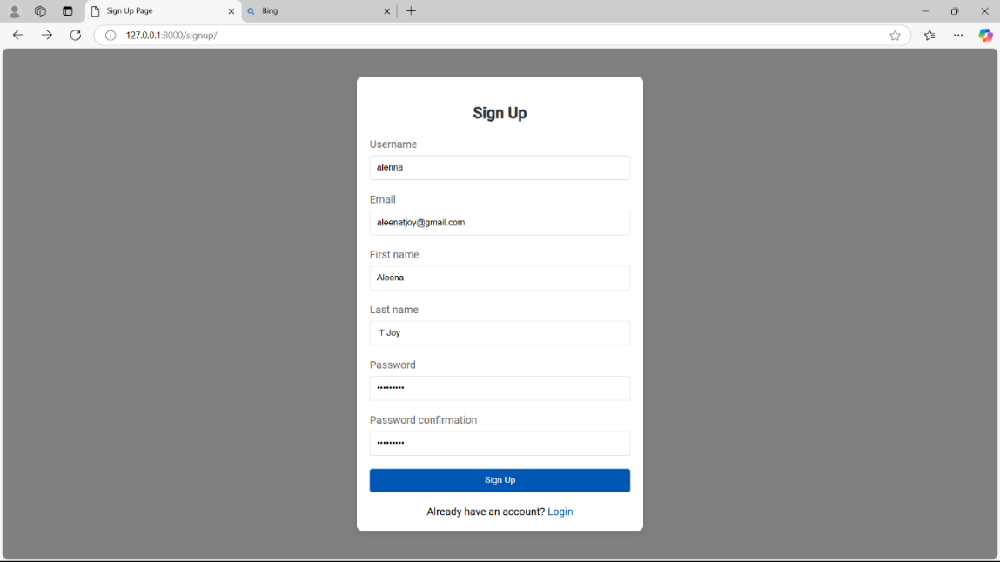 Sign Up Page
Bing
127.0.0.1:8000/signup/
Sign Up
Username
alenna
Email
aleenatjoy@gmail.com
First name
Aleena
Last name
T Joy
Password
•••••••••
Password confirmation
•••••••••
Sign Up
Already have an account? Login